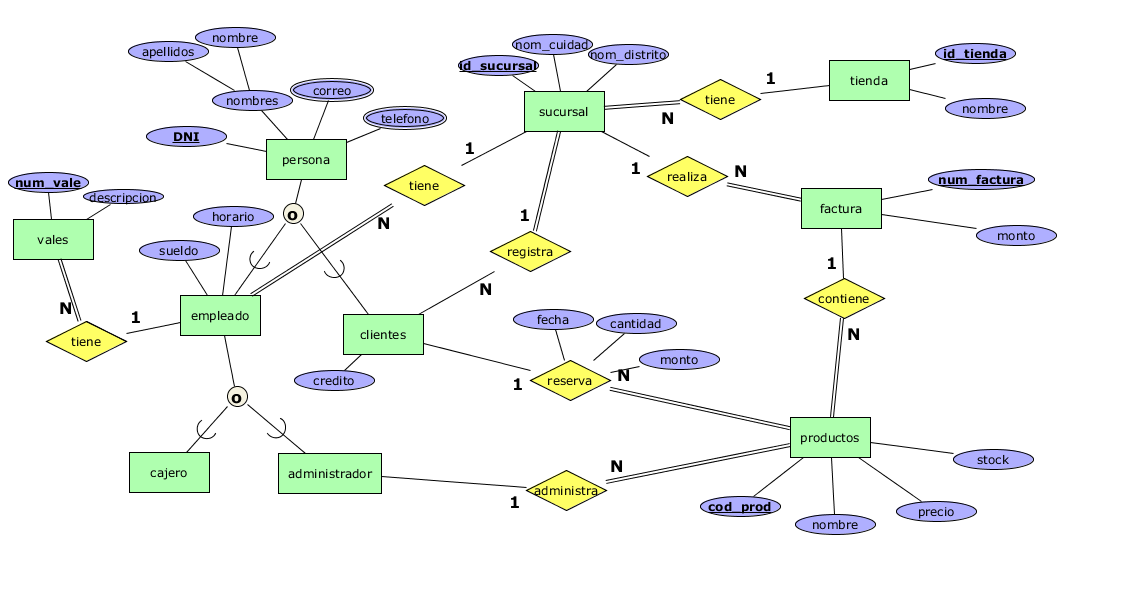 nombre
apellidos
nombres
correo
telefono
DNI
persona
o
num_vale
descripcion
vales
N
tiene
1
horario
sueldo
empleado
o
cajero
administrador
clientes
credito
1
tiene
N
id_sucursal
nom_cuidad
nom_distrito
sucursal
N
tiene
1
tienda
id_tienda
nombre
1
realiza
N
factura
num_factura
monto
1
registra
N
1
contiene
N
fecha
cantidad
monto
1
reserva
N
productos
1
administra
N
cod_prod
nombre
precio
stock